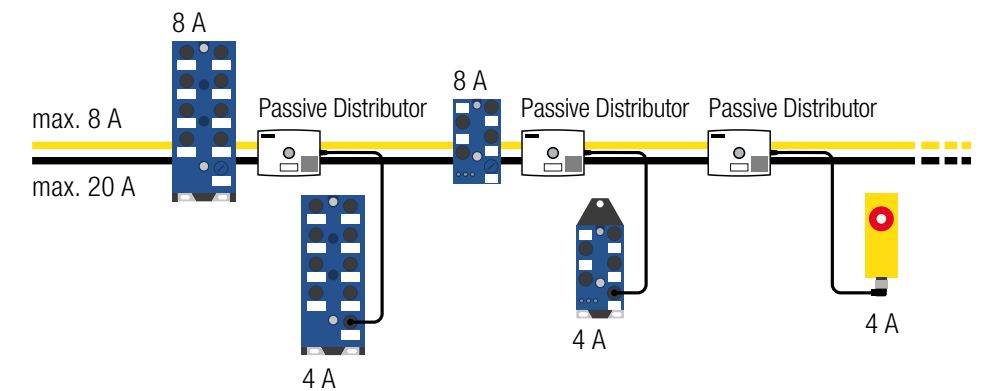 8 A
8 A
Passive Distributor
Passive Distributor
Passive Distributor
max. 8 A
max. 20 A
4 A
4 A
4 A